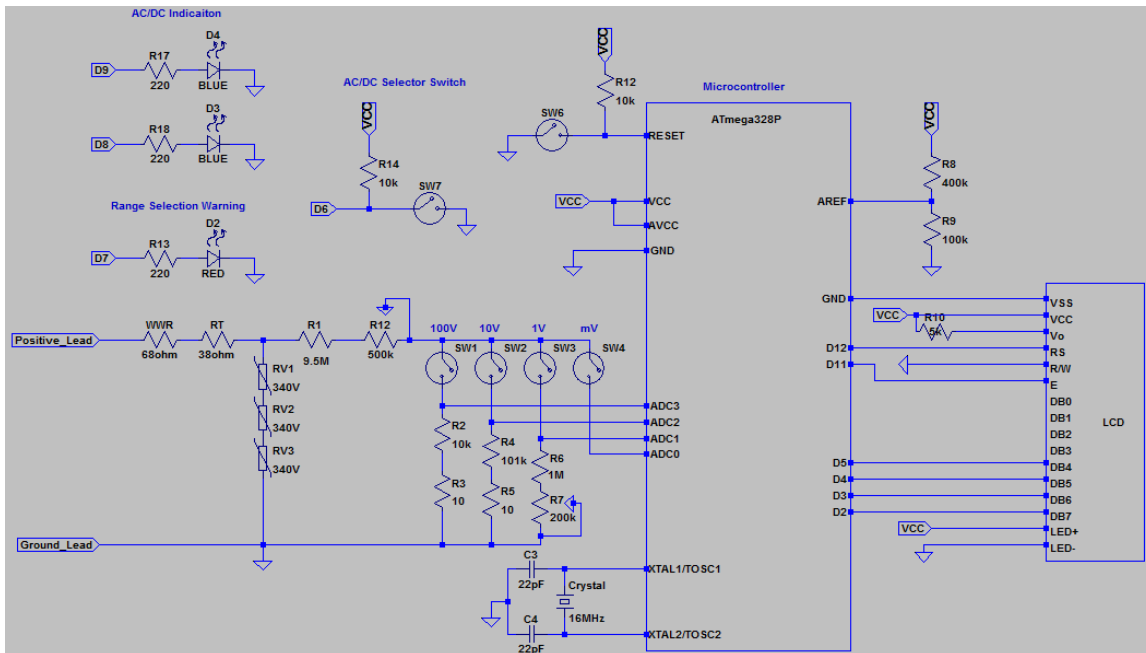 AC/DC Indicaiton
D4
R17
D9
220
BLUE
D3
R18
D8
220
BLUE
Range Selection Warning
D2
R13
D7
220
RED
AC/DC Selector Switch
VCC
R14
10k
SW7
D6
VCC
R12
10k
SW6
Microcontroller
ATmega328P
RESET
VCC
VCC
AVCC
GND
AREF
VCC
R8
400k
R9
100k
GND
D12
D11
D5
D4
D3
D2
VCC
R10
5k
VSS
VCC
Vo
RS
R/W
E
DB0
DB1
DB2
DB3
DB4
DB5
DB6
DB7
LED+
LED-
VCC
LCD
Positive_Lead
WWR
68ohm
RT
38ohm
R1
9.5M
R12
500k
RV1
340V
RV2
340V
RV3
340V
100V
10V
1V
mV
SW1
SW2
SW3
SW4
ADC3
ADC2
ADC1
ADC0
R2
10k
R3
10
R4
101k
R5
10
R6
1M
R7
200k
Ground_Lead
C3
22pF
C4
22pF
Crystal
16MHz
XTAL1/TOSC1
XTAL2/TOSC2